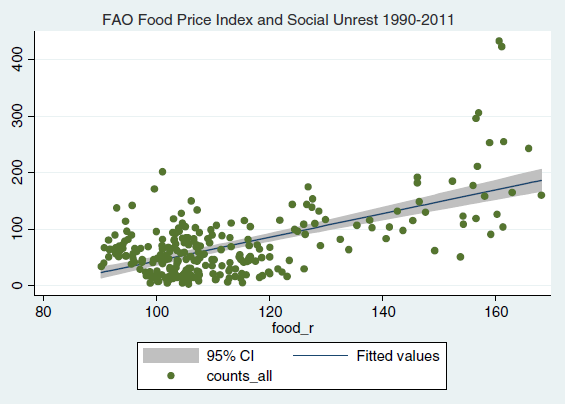 FAO Food Price Index and Social Unrest 1990-2011
400
300
200
100
0
80 100 120 140 160
food_r
95% CI Fitted values
counts_all